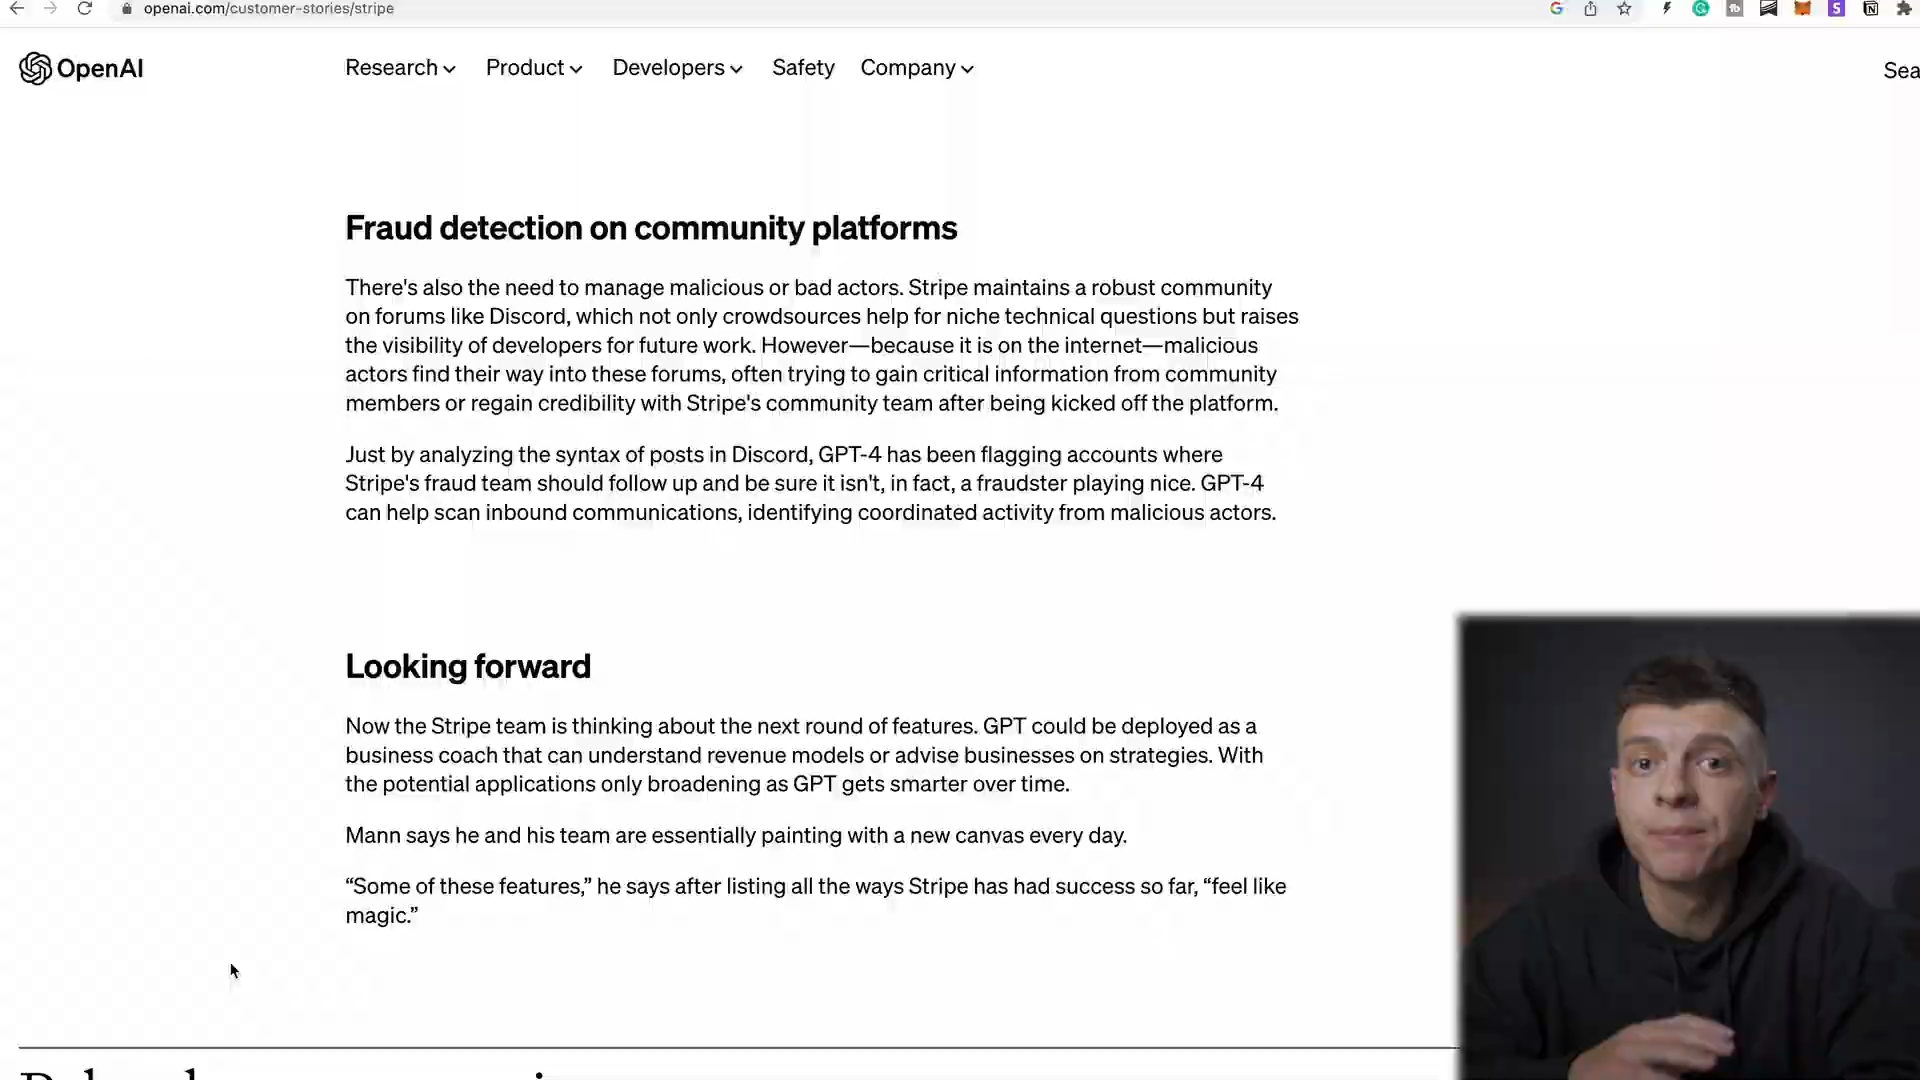 openai.com/customer-stories/stripe
OpenAI
Research
Product
Developers
Safety
Company
Sea
Fraud detection on community platforms
There's also the need to manage malicious or bad actors. Stripe maintains a robust community
on forums like Discord, which not only crowdsources help for niche technical questions but raises
the visibility of developers for future work. However—because it is on the internet—malicious
actors find their way into these forums, often trying to gain critical information from community
members or regain credibility with Stripe's community team after being kicked off the platform.
Just by analyzing the syntax of posts in Discord, GPT-4 has been flagging accounts where
Stripe's fraud team should follow up and be sure it isn't, in fact, a fraudster playing nice. GPT-4
can help scan inbound communications, identifying coordinated activity from malicious actors.
Looking forward
Now the Stripe team is thinking about the next round of features. GPT could be deployed as a
business coach that can understand revenue models or advise businesses on strategies. With
the potential applications only broadening as GPT gets smarter over time.
Mann says he and his team are essentially painting with a new canvas every day.
“Some of these features,” he says after listing all the ways Stripe has had success so far, “feel like
magic.”